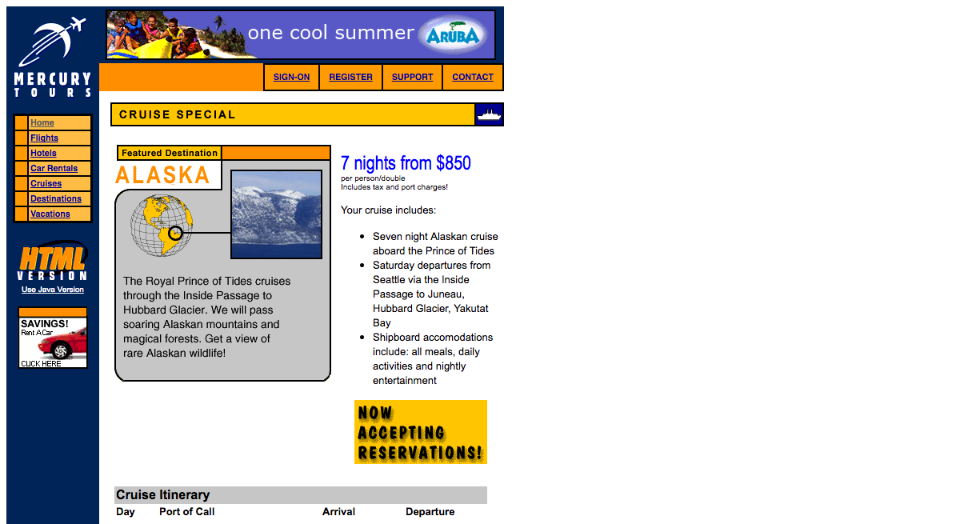 one cool summer ARUBA
MERCURY
TOURS
SIGN-ON REGISTER SUPPORT CONTACT
Home
Flights
Hotels
Car Rentals
Cruises
Destinations
Vacations
HTML
VERSION
Use Java Version
SAVINGS!
Rent A Car
CLICK HERE
CRUISE SPECIAL
Featured Destination
ALASKA
The Royal Prince of Tides cruises
through the Inside Passage to
Hubbard Glacier. We will pass
soaring Alaskan mountains and
magical forests. Get a view of
rare Alaskan wildlife!
7 nights from $850
per person/double
Includes tax and port charges!
Your cruise includes:
• Seven night Alaskan cruise
aboard the Prince of Tides
• Saturday departures from
Seattle via the Inside
Passage to Juneau,
Hubbard Glacier, Yakutat
Bay
• Shipboard accomodations
include: all meals, daily
activities and nightly
entertainment
NOW
ACCEPTING
RESERVATIONS!
Cruise Itinerary
Day Port of Call Arrival Departure